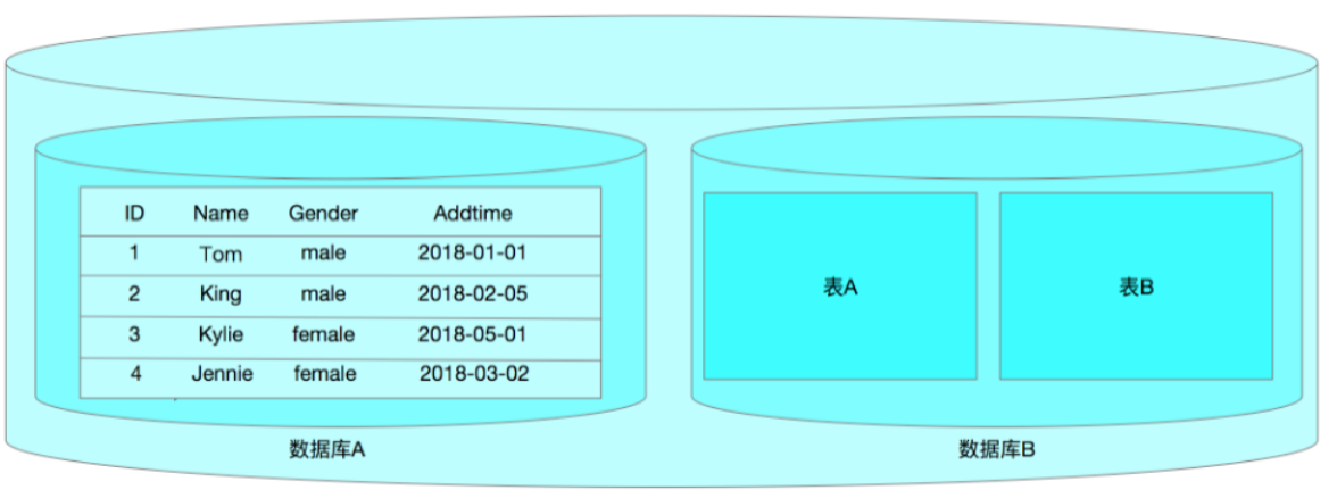 ID Name Gender Addtime
1 Tom male 2018-01-01
2 King male 2018-02-05
3 Kylie female 2018-05-01
4 Jennie female 2018-03-02
表A
表B
数据库A
数据库B